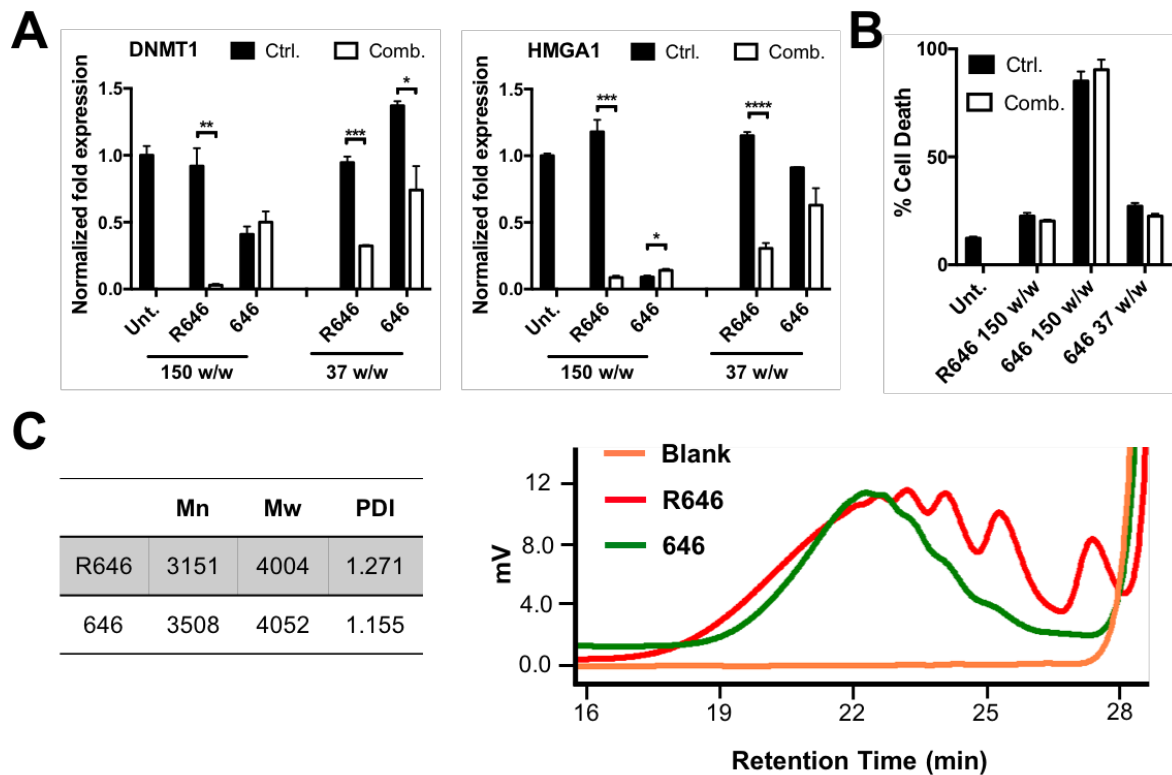 A
DNMT1 Ctrl. Comb.
Normalized fold expression
1.5
1.0
0.5
0.0
** *** *
Unt. R646 646 R646 646
150 w/w 37 w/w
HMGA1 Ctrl. Comb.
Normalized fold expression
1.5
1.0
0.5
0.0
*** * ****
Unt. R646 646 R646 646
150 w/w 37 w/w
B
% Cell Death
100
50
0
Ctrl.
Comb.
Unt. R646 150 w/w 646 150 w/w 646 37 w/w
C
Mn Mw PDI
R646 3151 4004 1.271
646 3508 4052 1.155
Blank
R646
646
mV
12
8.0
4.0
0.0
16 19 22 25 28
Retention Time (min)